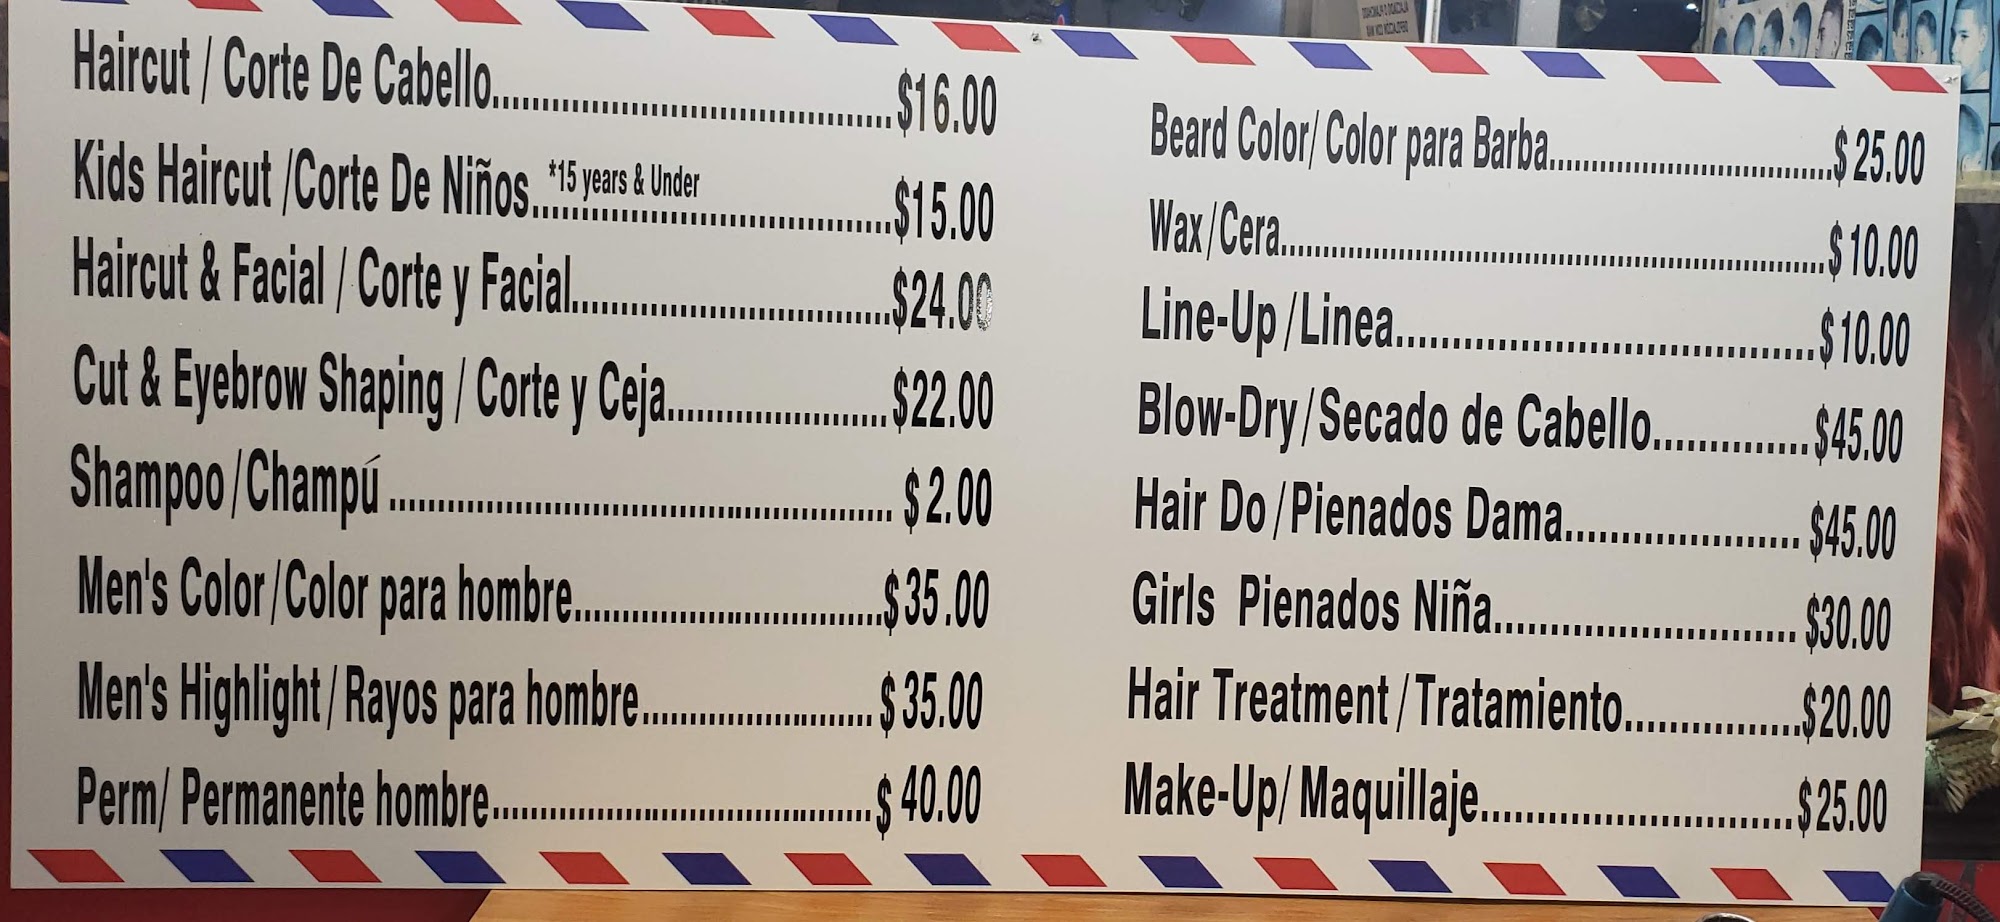 Haircut / Corte De Cabello........................................$16.00
Kids Haircut /Corte De Niños. *15 years & Under ....................................$15.00
Haircut & Facial / Corte y Facial................................$24.00
Cut & Eyebrow Shaping / Corte y Ceja......................$22.00
Shampoo/Champú .................................................. $ 2.00
Men's Color/Color para hombre...............................$35.00
Men's Highlight/Rayos para hombre....................... $ 35.00
Perm/ Permanente hombre......................................$ 40.00
Beard Color/ Color para Barba.................................$ 25.00
Wax/Cera..............................................................$ 10.00
Line-Up/Linea.........................................$10.00
Blow-Dry/Secado de Cabello..............$45.00
Hair Do/Pienados Dama..................... $45.00
Girls Pienados Niña........................... $30.00
Hair Treatment/Tratamiento................$20.00
Make-Up/ Maquillaje............................$25.00